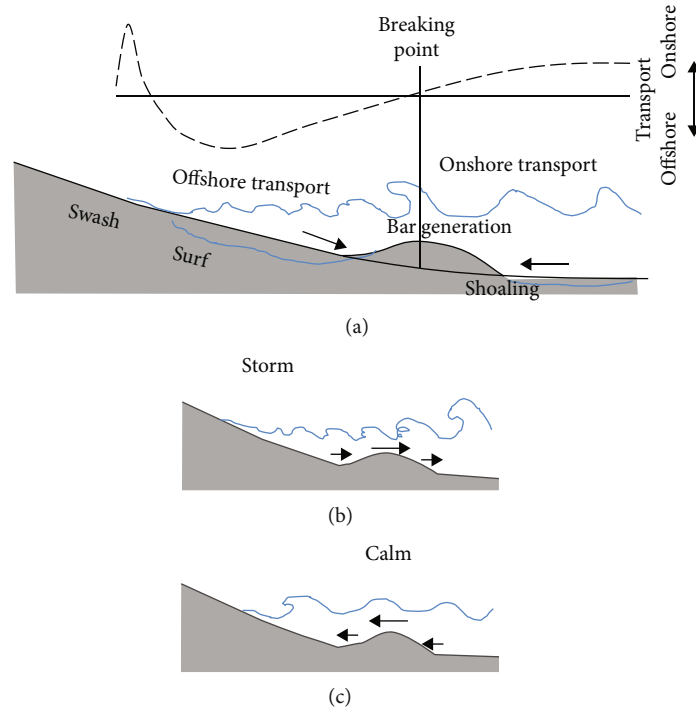 Breaking
point
Onshore
Transport
Offshore
Offshore transport
Onshore transport
Swash
Bar generation
Surf
Shoaling
(a)
Storm
(b)
Calm
(c)